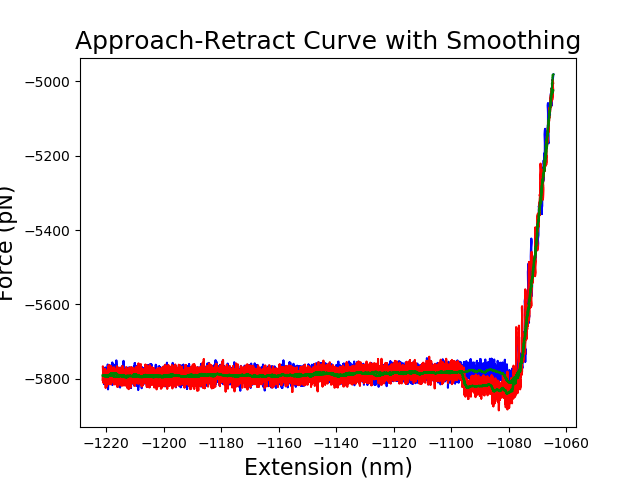 Approach-Retract Curve with Smoothing
Force (pN)
−5000
−5200
−5400
−5600
−5800
−1220 −1200 −1180 −1160 −1140 −1120 −1100 −1080 −1060
Extension (nm)